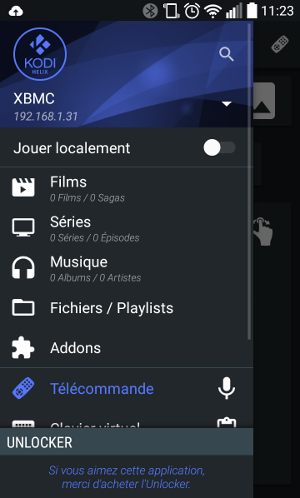 11:23
KODI
HELIX
XBMC
192.168.1.31
Jouer localement
Films
0 Films / 0 Sagas
Séries
0 Séries / 0 Épisodes
Musique
0 Albums / 0 Artistes
Fichiers / Playlists
Addons
Télécommande
Clavier virtuel
UNLOCKER
Si vous aimez cette application,
merci d'acheter l'Unlocker.